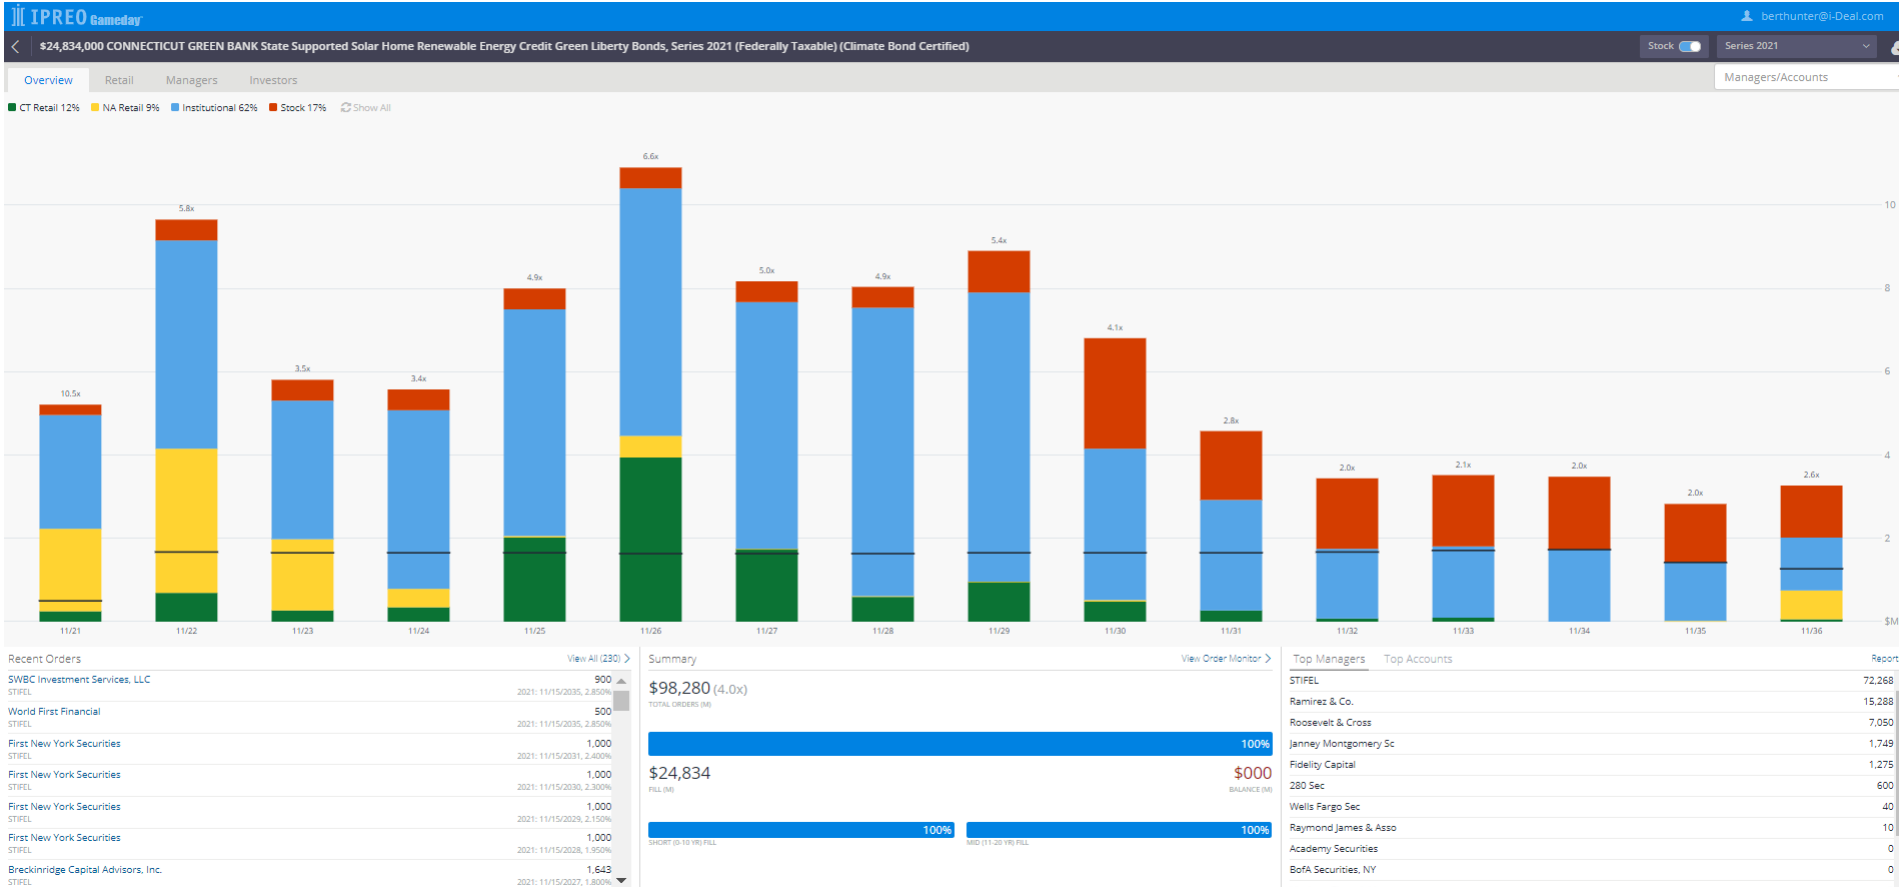 IPREO Gameday
berthunter@i-Deal.com
$24,834,000 CONNECTICUT GREEN BANK State Supported Solar Home Renewable Energy Credit Green Liberty Bonds, Series 2021 (Federally Taxable) (Climate Bond Certified)
Stock
Series 2021
Overview Retail Managers Investors
Managers/Accounts
CT Retail 12% NA Retail 9% Institutional 62% Stock 17% Show All
10.5x 5.8x 3.5x 3.4x 4.9x 6.6x 5.0x 4.9x 5.4x 4.1x 2.8x 2.0x 2.1x 2.0x 2.0x 2.6x
10
8
6
4
2
$M
11/21 11/22 11/23 11/24 11/25 11/26 11/27 11/28 11/29 11/30 11/31 11/32 11/33 11/34 11/35 11/36
Recent Orders View All (230)
SWBC Investment Services, LLC 900
STIFEL 2021: 11/15/2035, 2.850%
World First Financial 500
STIFEL 2021: 11/15/2035, 2.850%
First New York Securities 1,000
STIFEL 2021: 11/15/2031, 2.400%
First New York Securities 1,000
STIFEL 2021: 11/15/2030, 2.300%
First New York Securities 1,000
STIFEL 2021: 11/15/2029, 2.150%
First New York Securities 1,000
STIFEL 2021: 11/15/2028, 1.950%
Breckinridge Capital Advisors, Inc. 1,643
STIFEL 2021: 11/15/2027, 1.800%
Summary View Order Monitor
$98,280 (4.0x)
TOTAL ORDERS (M)
100%
$24,834 $000
FILL (M) BALANCE (M)
100% 100%
SHORT (0-10 YR) FILL MID (11-20 YR) FILL
Top Managers Top Accounts Report
STIFEL 72,268
Ramirez & Co. 15,288
Roosevelt & Cross 7,050
Janney Montgomery Sc 1,749
Fidelity Capital 1,275
280 Sec 600
Wells Fargo Sec 40
Raymond James & Asso 10
Academy Securities 0
BofA Securities, NY 0